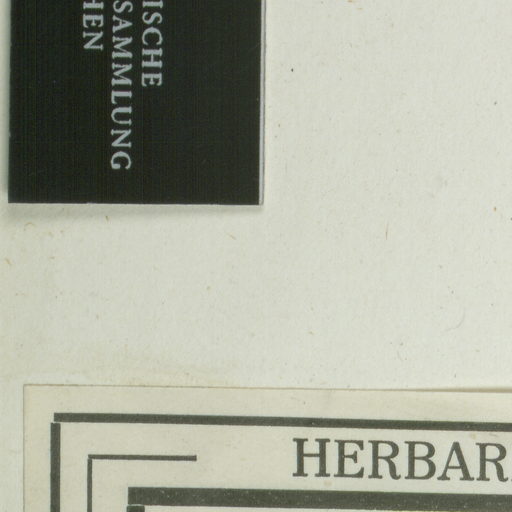 ISCHE
SAMMLUNG
HEN
HERBAR